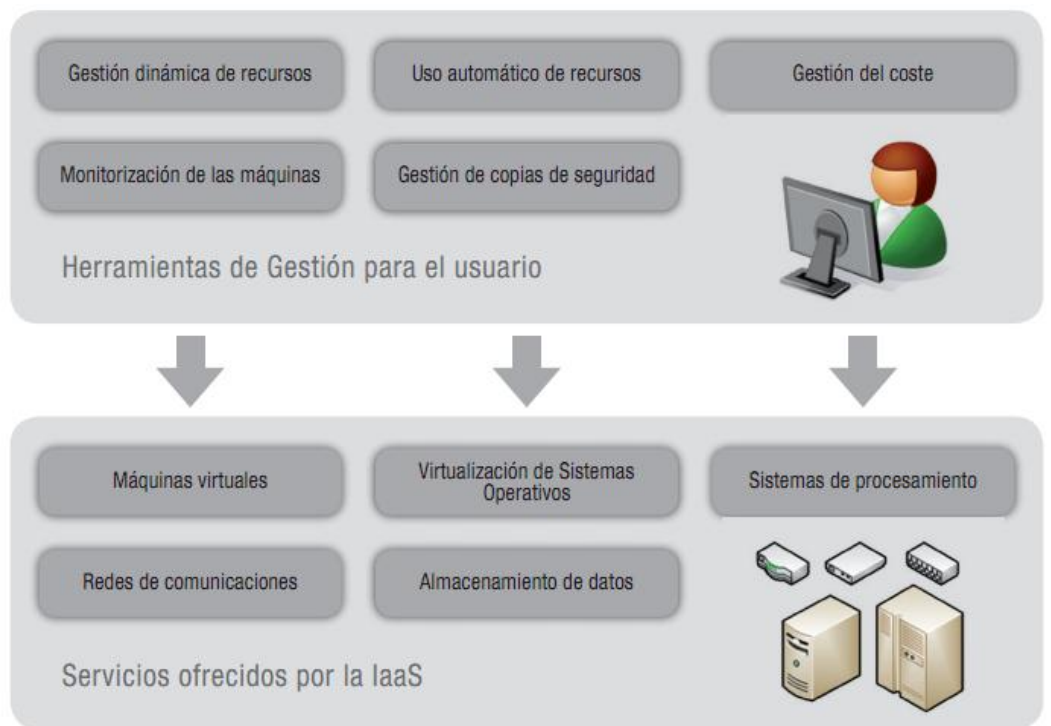 Gestión dinámica de recursos
Uso automático de recursos
Gestión del coste
Monitorización de las máquinas
Gestión de copias de seguridad
Herramientas de Gestión para el usuario
Máquinas virtuales
Virtualización de Sistemas
Operativos
Sistemas de procesamiento
Redes de comunicaciones
Almacenamiento de datos
Servicios ofrecidos por la IaaS